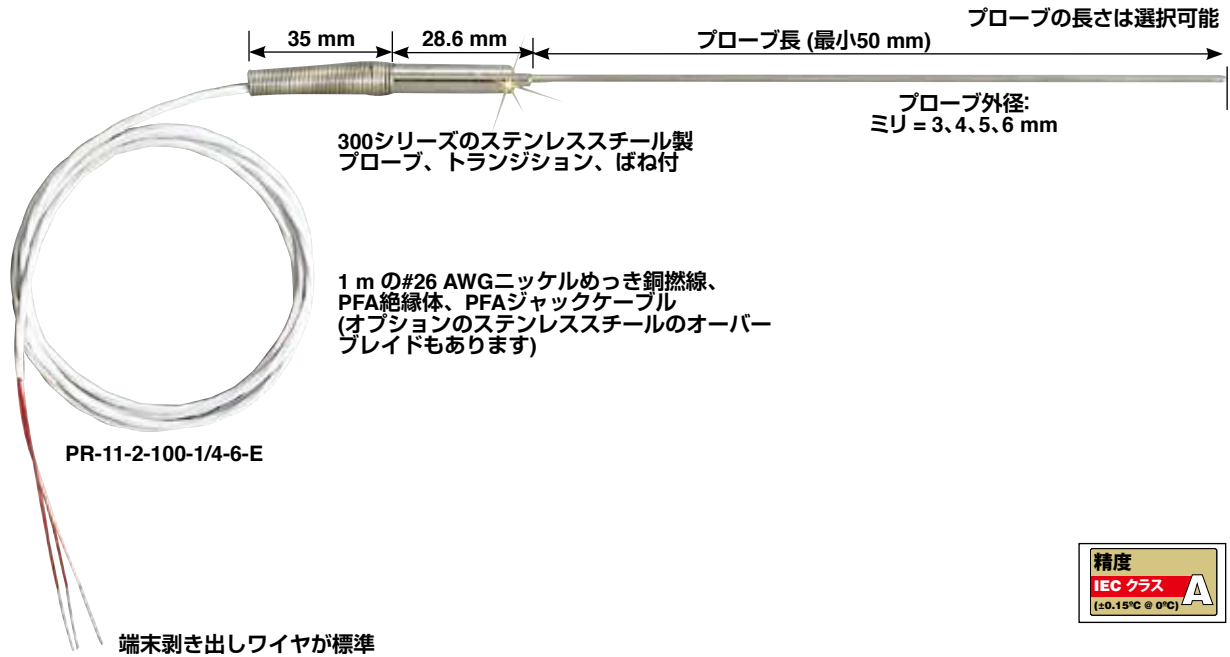 プローブの長さは選択可能
35 mm
28.6 mm
プローブ長 (最小50 mm)
プローブ外径:
ミリ = 3、4、5、6 mm
300シリーズのステンレススチール製
プローブ、トランジション、ばね付
1 m の#26 AWGニッケルめっき銅撚線、
PFA絶縁体、PFAジャックケーブル
(オプションのステンレススチールのオーバー
ブレイドもあります)
PR-11-2-100-1/4-6-E
精度
IEC クラス A
(±0.15ºC @ 0ºC)
端末剥き出しワイヤが標準